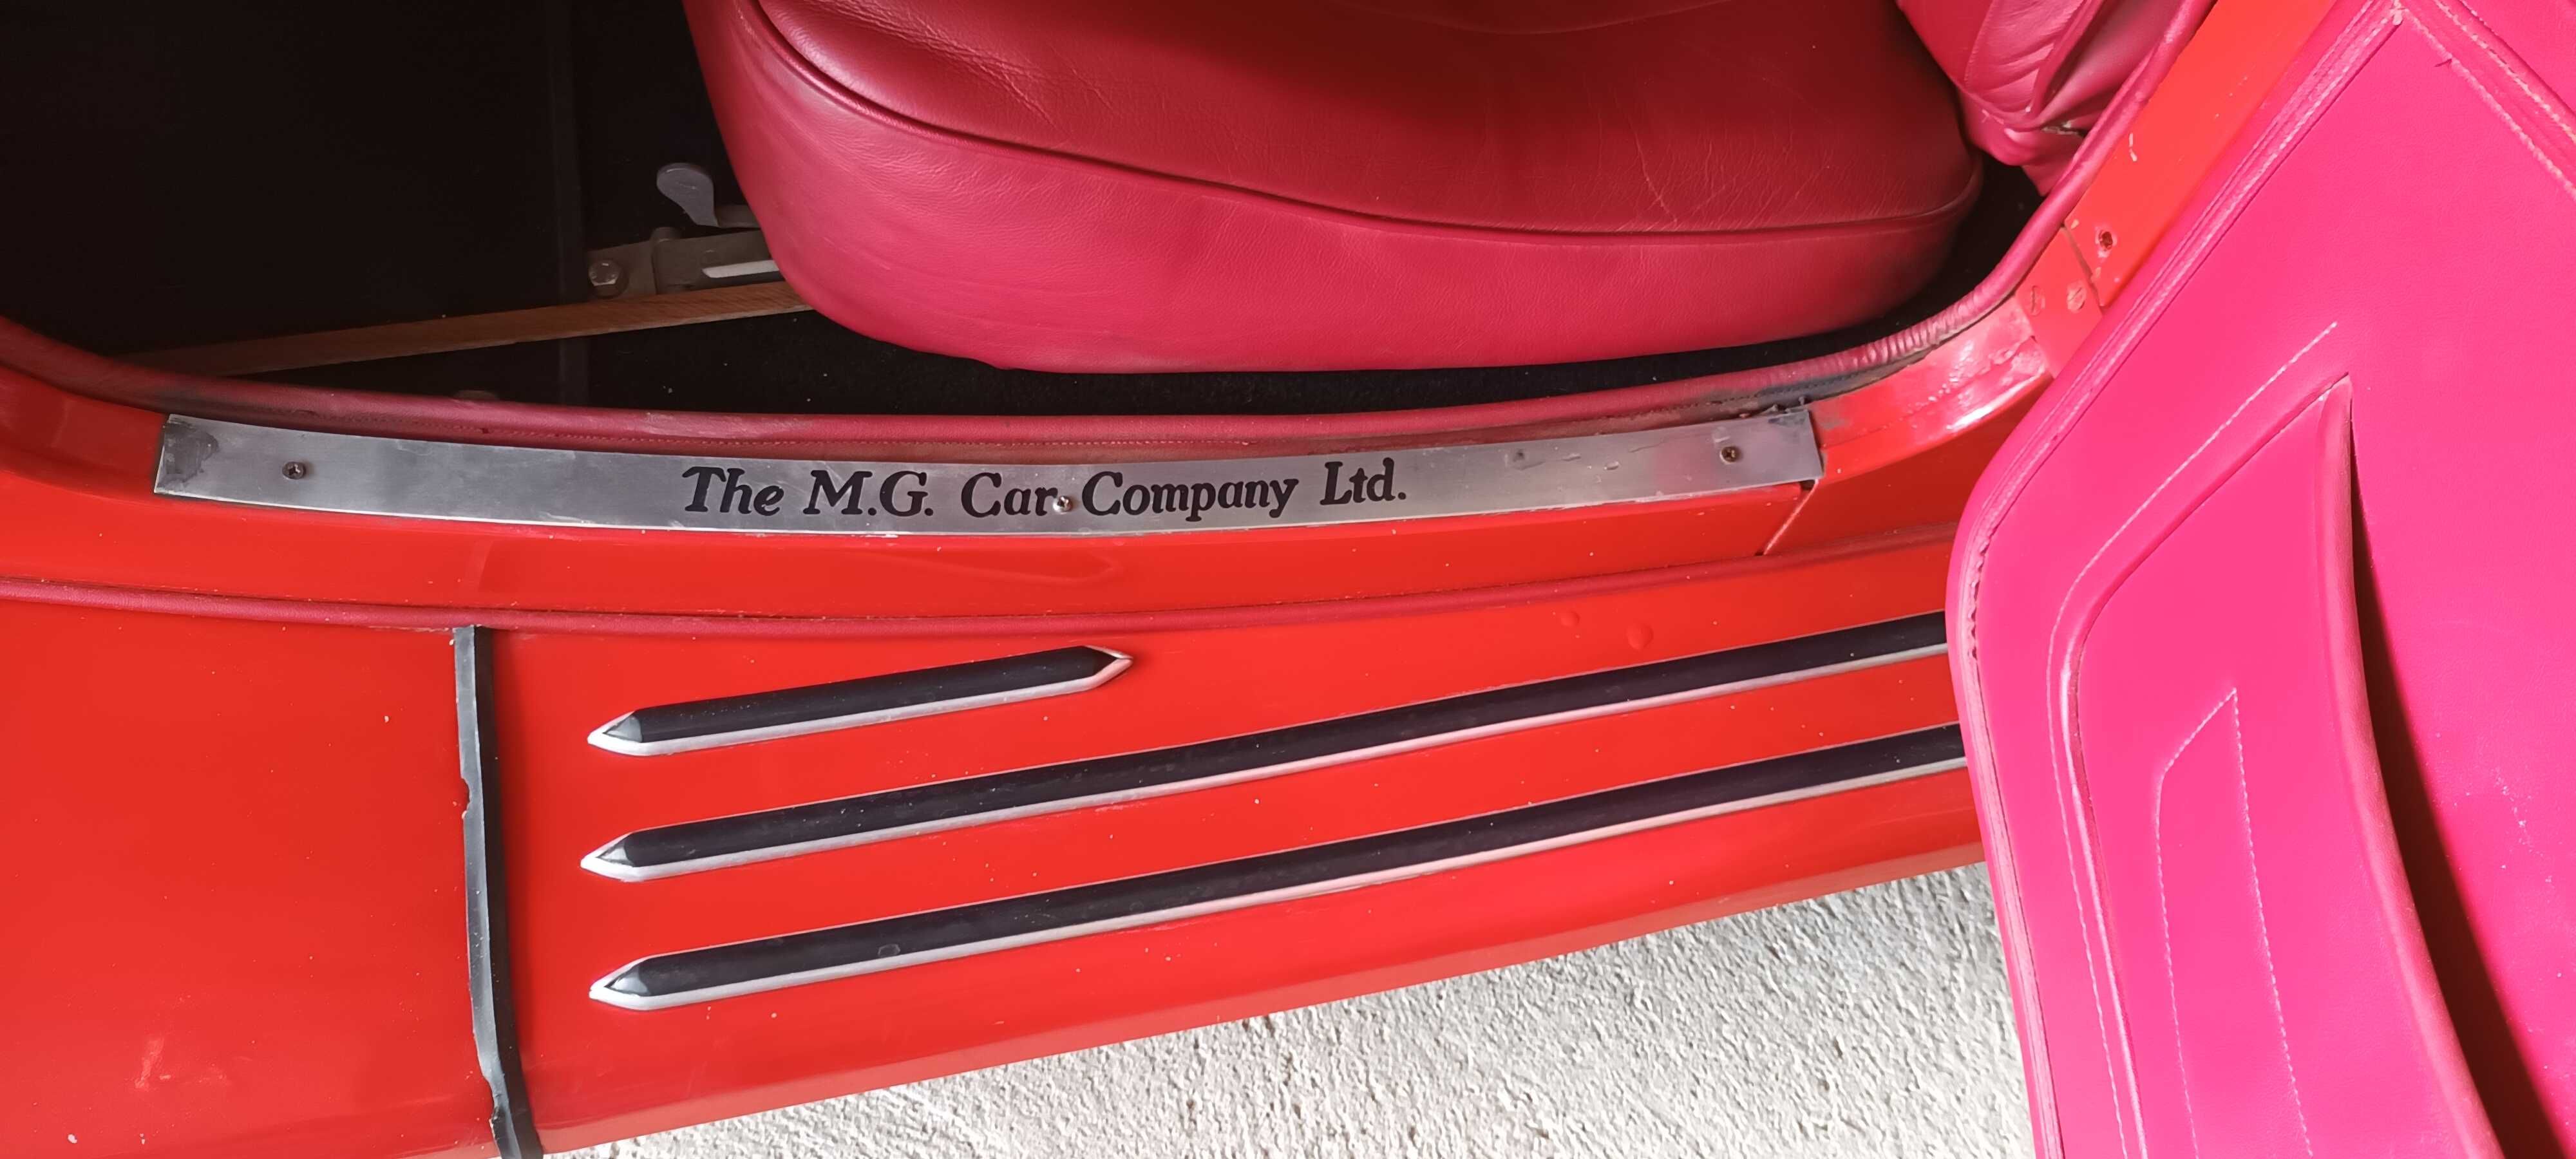 The M.G. Car Company Ltd.